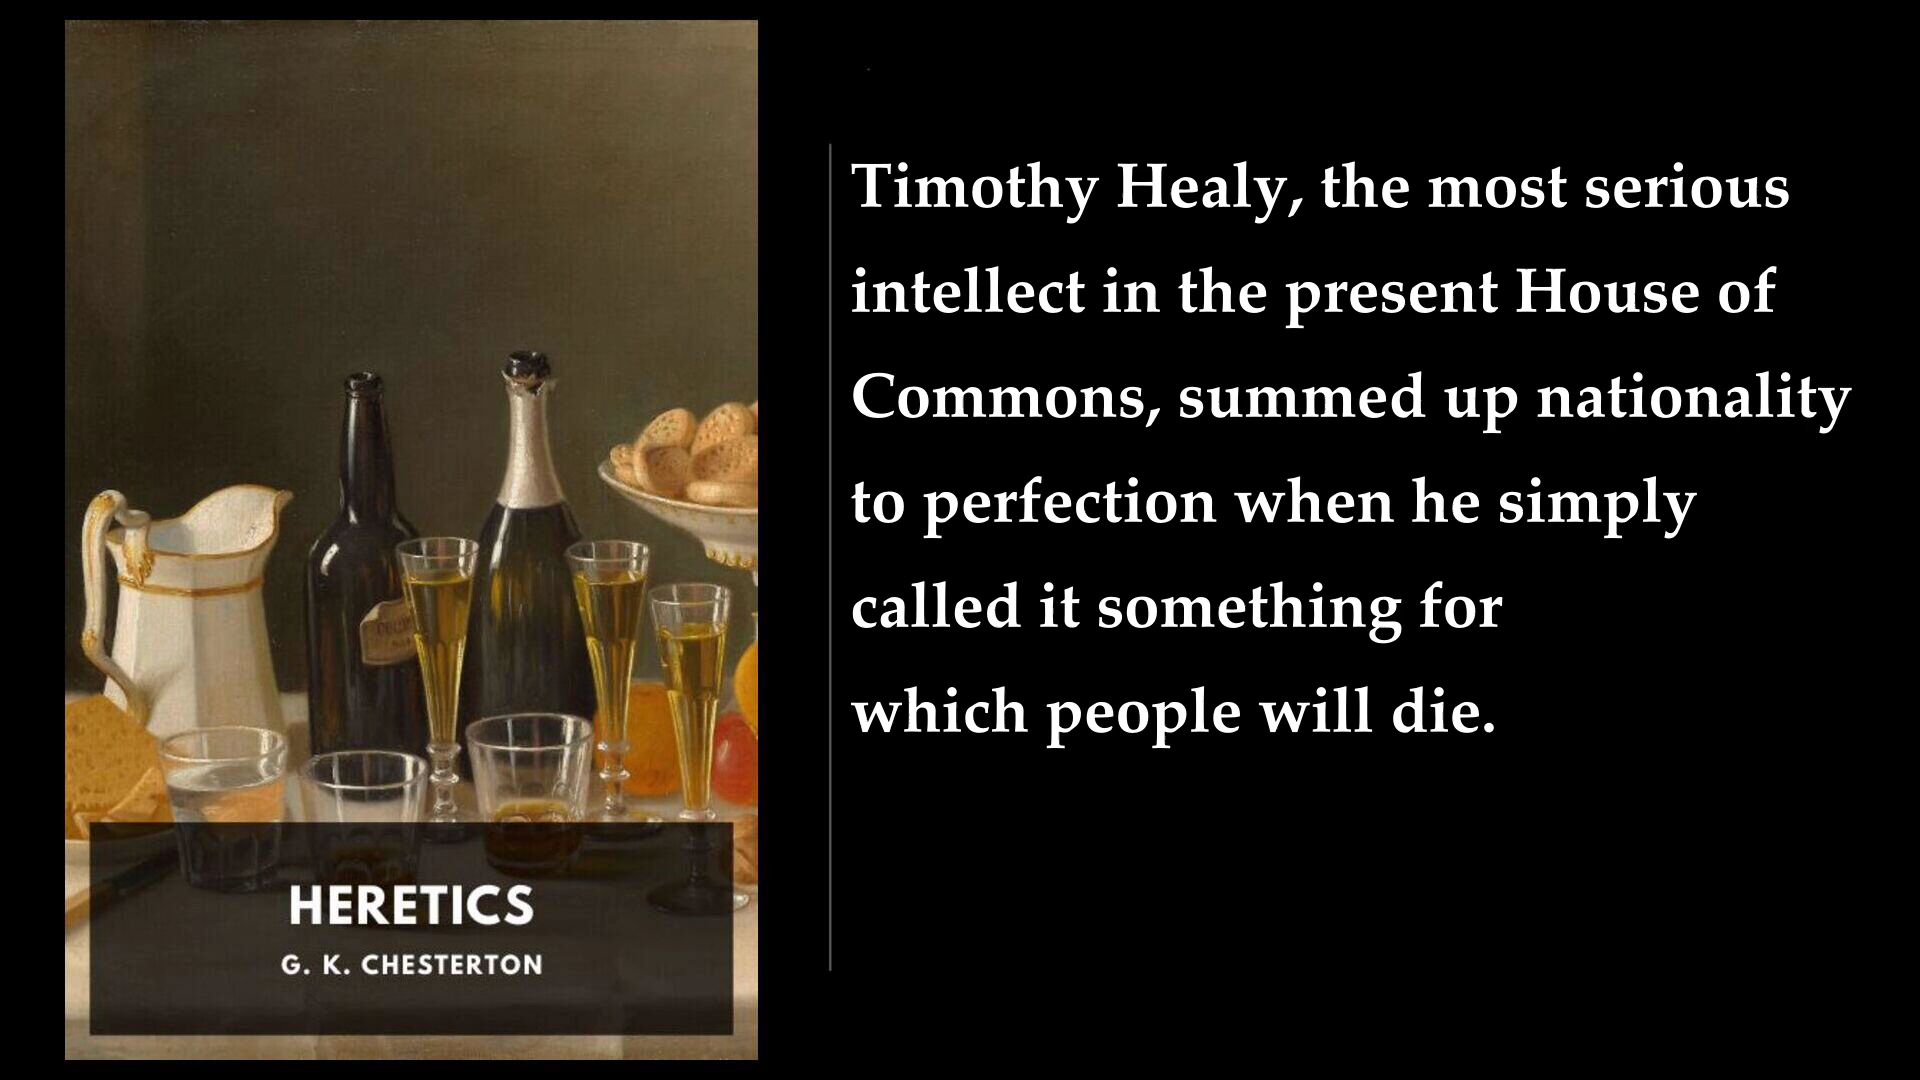 Timothy Healy, the most serious
intellect in the present House of
Commons, summed up nationality
to perfection when he simply
called it something for
which people will die.
HERETICS
G. K. CHESTERTON